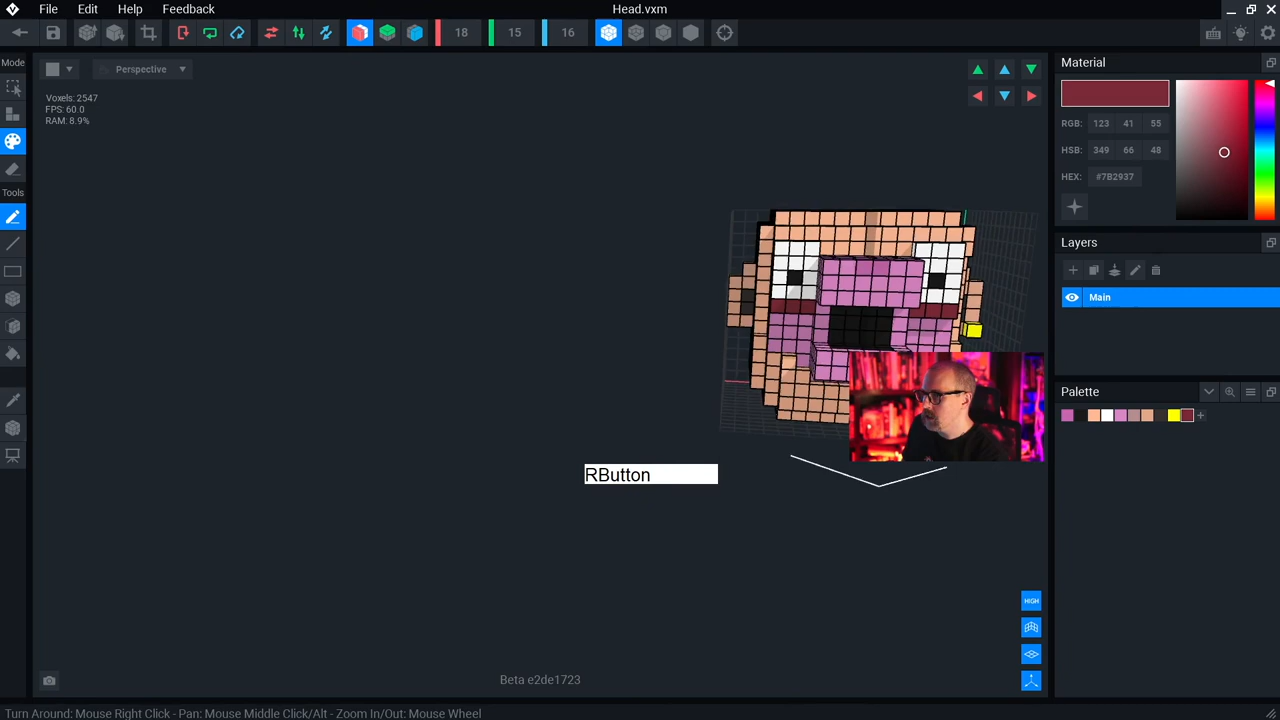 File Edit Help Feedback
Head.vxm
18 15 16
Mode
Perspective
Voxels: 2547
FPS: 60.0
RAM: 8.9%
Tools
RButton
HIGH
Beta e2de1723
Material
RGB: 123 41 55
HSB: 349 66 48
HEX: #7B2937
Layers
Main
Palette
Turn Around: Mouse Right Click - Pan: Mouse Middle Click/Alt - Zoom In/Out: Mouse Wheel